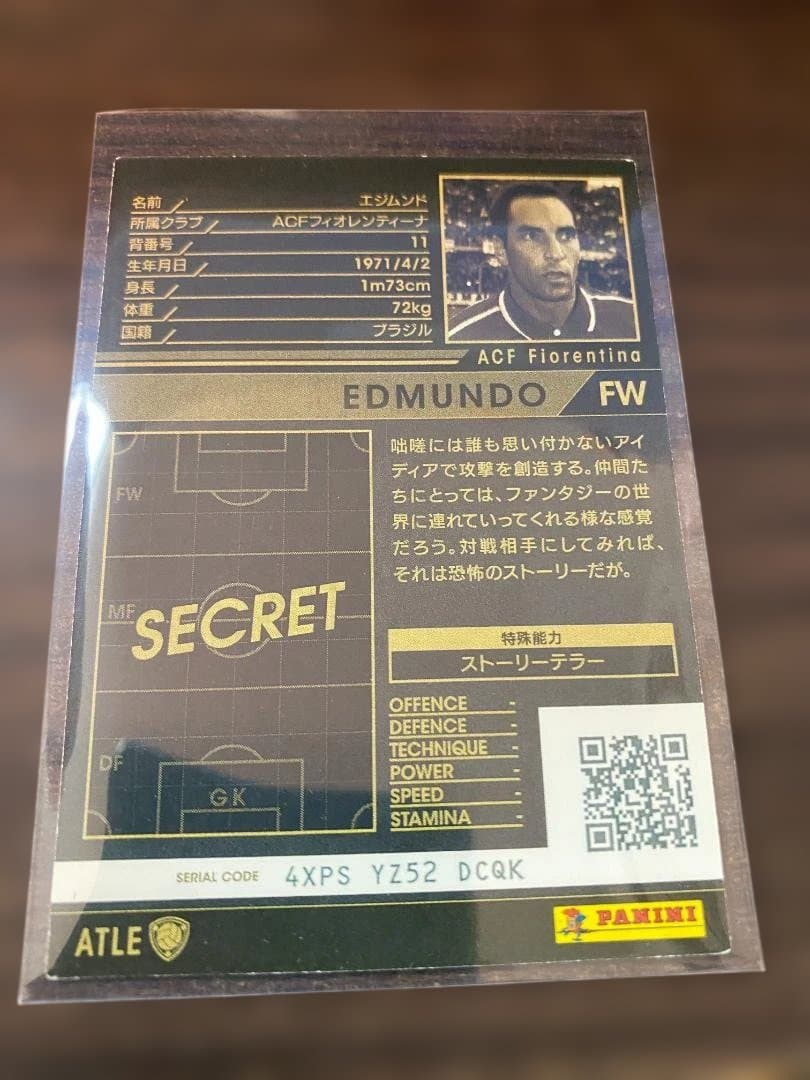 名前 エジムンド
所属クラブ ACFフィオレンティーナ
背番号 11
生年月日 1971/4/2
身長 1m73cm
体重 72kg
国籍 ブラジル
ACF Fiorentina
EDMUNDO FW
咄嗟には誰も思い付かないアイ
ディアで攻撃を創造する。仲間た
ちにとっては、ファンタジーの世
界に連れていってくれる様な感覚
だろう。対戦相手にしてみれば、
それは恐怖のストーリーだが。
FW
MF
SECRET
DF
GK
特殊能力
ストーリーテラー
OFFENCE -
DEFENCE -
TECHNIQUE -
POWER -
SPEED -
STAMINA -
SERIAL CODE 4XPS YZ52 DCQK
ATLE
PANINI